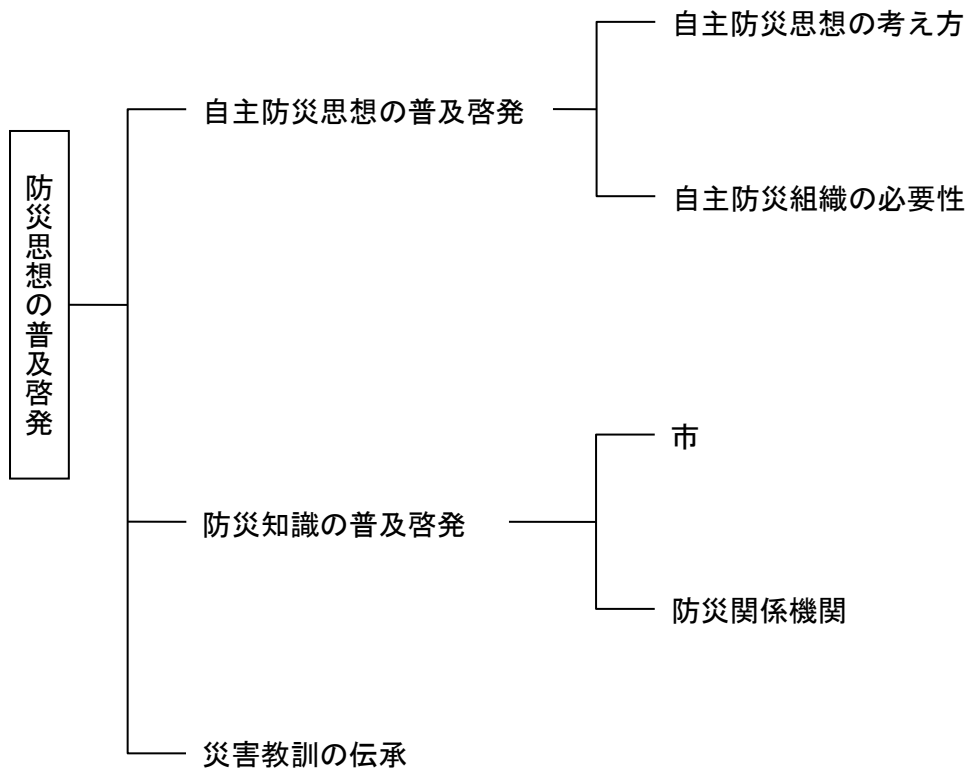 防災思想の普及啓発
自主防災思想の普及啓発
自主防災思想の考え方
自主防災組織の必要性
防災知識の普及啓発
市
防災関係機関
災害教訓の伝承